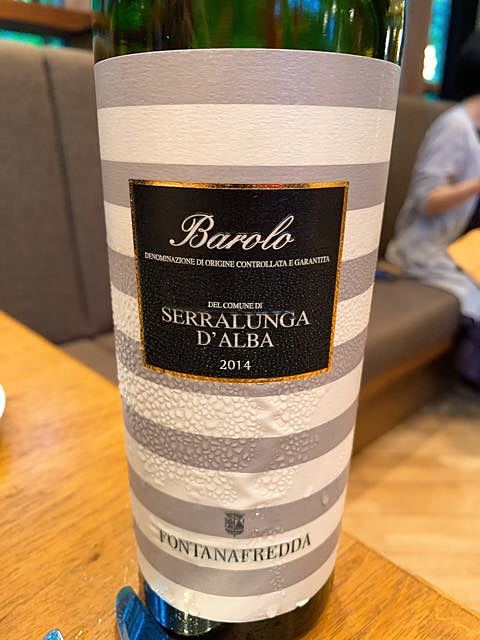 Barolo
DENOMINAZIONE DI ORIGINE CONTROLLATA E GARANTITA
DEL COMUNE DI
SERRALUNGA
D'ALBA
2014
FONTANAFREDDA